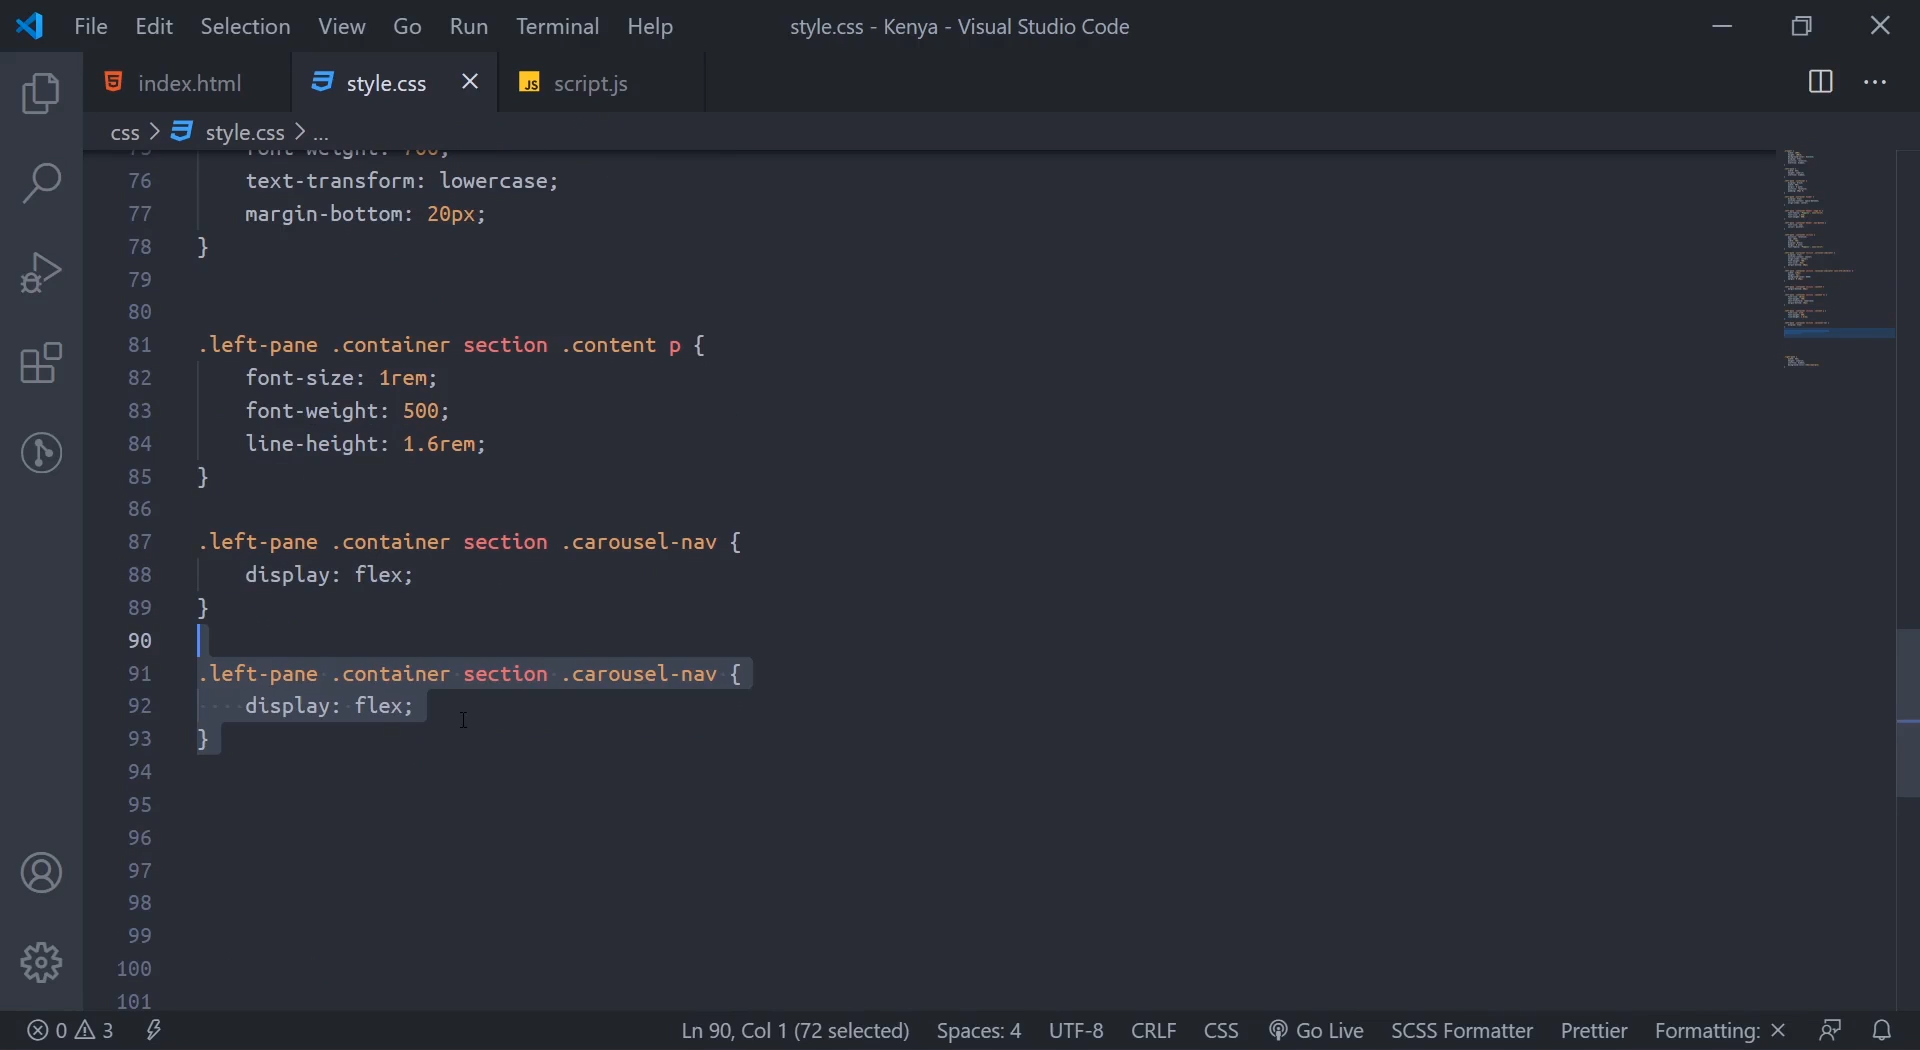 File Edit Selection View Go Run Terminal Help style.css - Kenya - Visual Studio Code
index.html style.css JS script.js
css > style.css > ...
76 text-transform: lowercase;
77 margin-bottom: 20px;
78 }
79
80
81 .left-pane .container section .content p {
82 font-size: 1rem;
83 font-weight: 500;
84 line-height: 1.6rem;
85 }
86
87 .left-pane .container section .carousel-nav {
88 display: flex;
89 }
90
91 .left-pane .container section .carousel-nav {
92 display: flex;
93 }
94
95
96
97
98
99
100
101
0 3 Ln 90, Col 1 (72 selected) Spaces: 4 UTF-8 CRLF CSS Go Live SCSS Formatter Prettier Formatting: ×